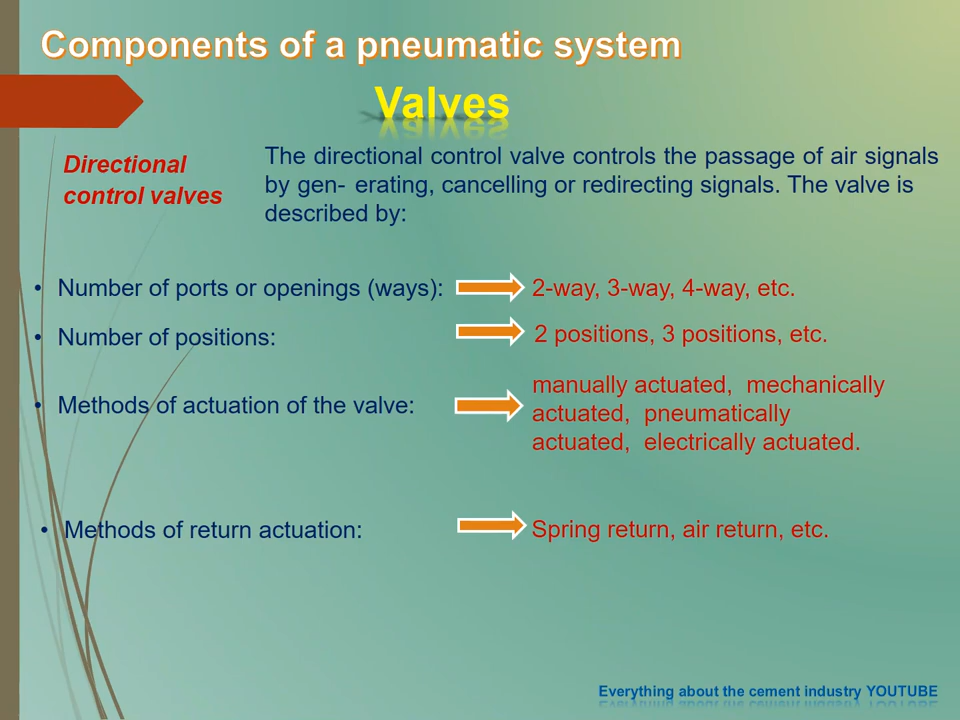 Components of a pneumatic system
Valves
Directional
control valves
The directional control valve controls the passage of air signals
by gen- erating, cancelling or redirecting signals. The valve is
described by:
• Number of ports or openings (ways):
2-way, 3-way, 4-way, etc.
• Number of positions:
2 positions, 3 positions, etc.
• Methods of actuation of the valve:
manually actuated, mechanically
actuated, pneumatically
actuated, electrically actuated.
• Methods of return actuation:
Spring return, air return, etc.
Everything about the cement industry YOUTUBE